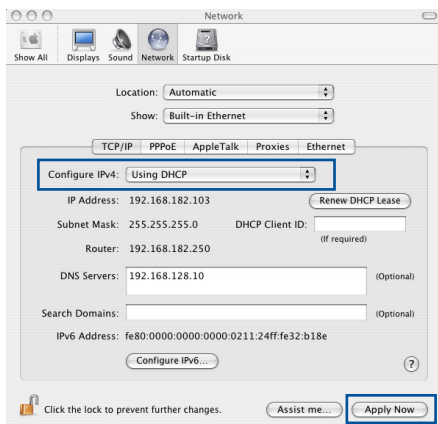 Network
Show All Displays Sound Network Startup Disk
Location: Automatic
Show: Built-in Ethernet
TCP/IP PPPoE AppleTalk Proxies Ethernet
Configure IPv4: Using DHCP
IP Address: 192.168.182.103 Renew DHCP Lease
Subnet Mask: 255.255.255.0 DHCP Client ID:
(If required)
Router: 192.168.182.250
DNS Servers: 192.168.128.10 (Optional)
Search Domains: (Optional)
IPv6 Address: fe80:0000:0000:0000:0211:24ff:fe32:b18e
Configure IPv6... ?
Click the lock to prevent further changes. Assist me... Apply Now